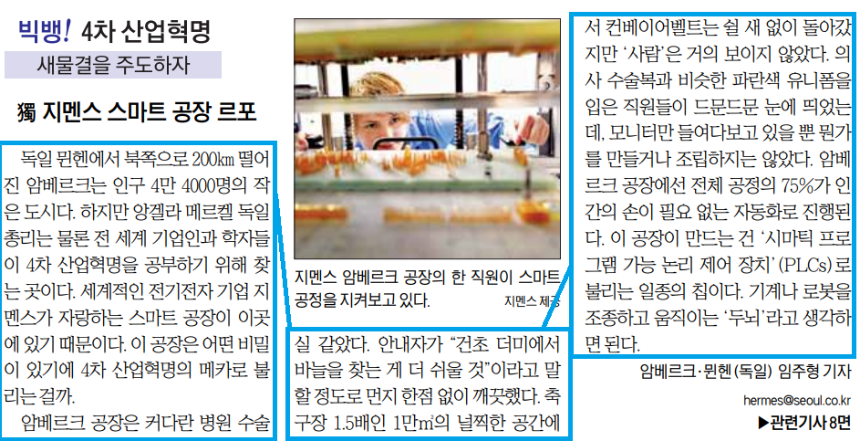 빅뱅! 4차 산업혁명
새물결을 주도하자
獨 지멘스 스마트 공장 르포
독일 뮌헨에서 북쪽으로 200㎞ 떨어
진 암베르크는 인구 4만 4000명의 작
은 도시다. 하지만 앙겔라 메르켈 독일
총리는 물론 전 세계 기업인과 학자들
이 4차 산업혁명을 공부하기 위해 찾
는 곳이다. 세계적인 전기전자 기업 지
멘스가 자랑하는 스마트 공장이 이곳
에 있기 때문이다. 이 공장은 어떤 비밀
이 있기에 4차 산업혁명의 메카로 불
리는 걸까.
암베르크 공장은 커다란 병원 수술
지멘스 암베르크 공장의 한 직원이 스마트
공정을 지켜보고 있다. 지멘스 제공
실 같았다. 안내자가 “건초 더미에서
바늘을 찾는 게 더 쉬울 것”이라고 말
할 정도로 먼지 한점 없이 깨끗했다. 축
구장 1.5배인 1만㎡의 널찍한 공간에
서 컨베이어벨트는 쉴 새 없이 돌아갔
지만 ‘사람’은 거의 보이지 않았다. 의
사 수술복과 비슷한 파란색 유니폼을
입은 직원들이 드문드문 눈에 띄었는
데, 모니터만 들여다보고 있을 뿐 뭔가
를 만들거나 조립하지는 않았다. 암베
르크 공장에선 전체 공정의 75%가 인
간의 손이 필요 없는 자동화로 진행된
다. 이 공장이 만드는 건 ‘시마틱 프로
그램 가능 논리 제어 장치’(PLCs)로
불리는 일종의 칩이다. 기계나 로봇을
조종하고 움직이는 ‘두뇌’라고 생각하
면 된다.
암베르크·뮌헨(독일) 임주형 기자
hermes@seoul.co.kr
▶관련기사 8면